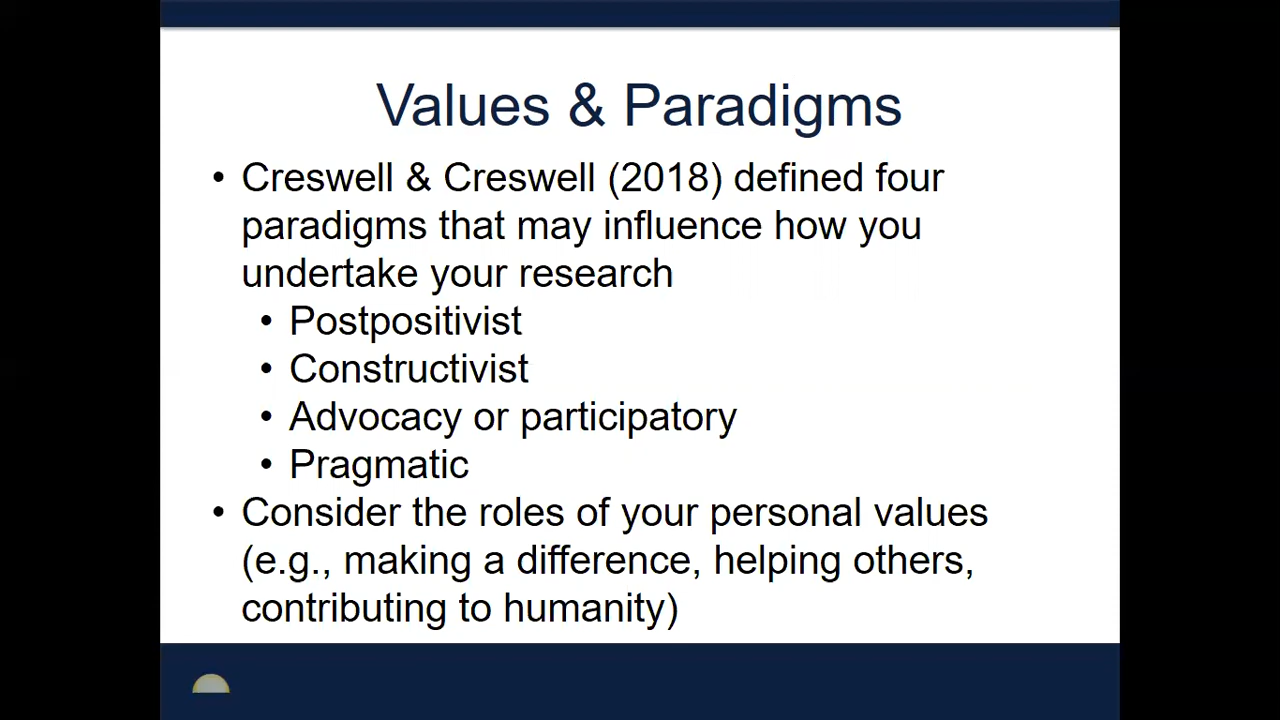 Values & Paradigms
• Creswell & Creswell (2018) defined four
paradigms that may influence how you
undertake your research
• Postpositivist
• Constructivist
• Advocacy or participatory
• Pragmatic
• Consider the roles of your personal values
(e.g., making a difference, helping others,
contributing to humanity)